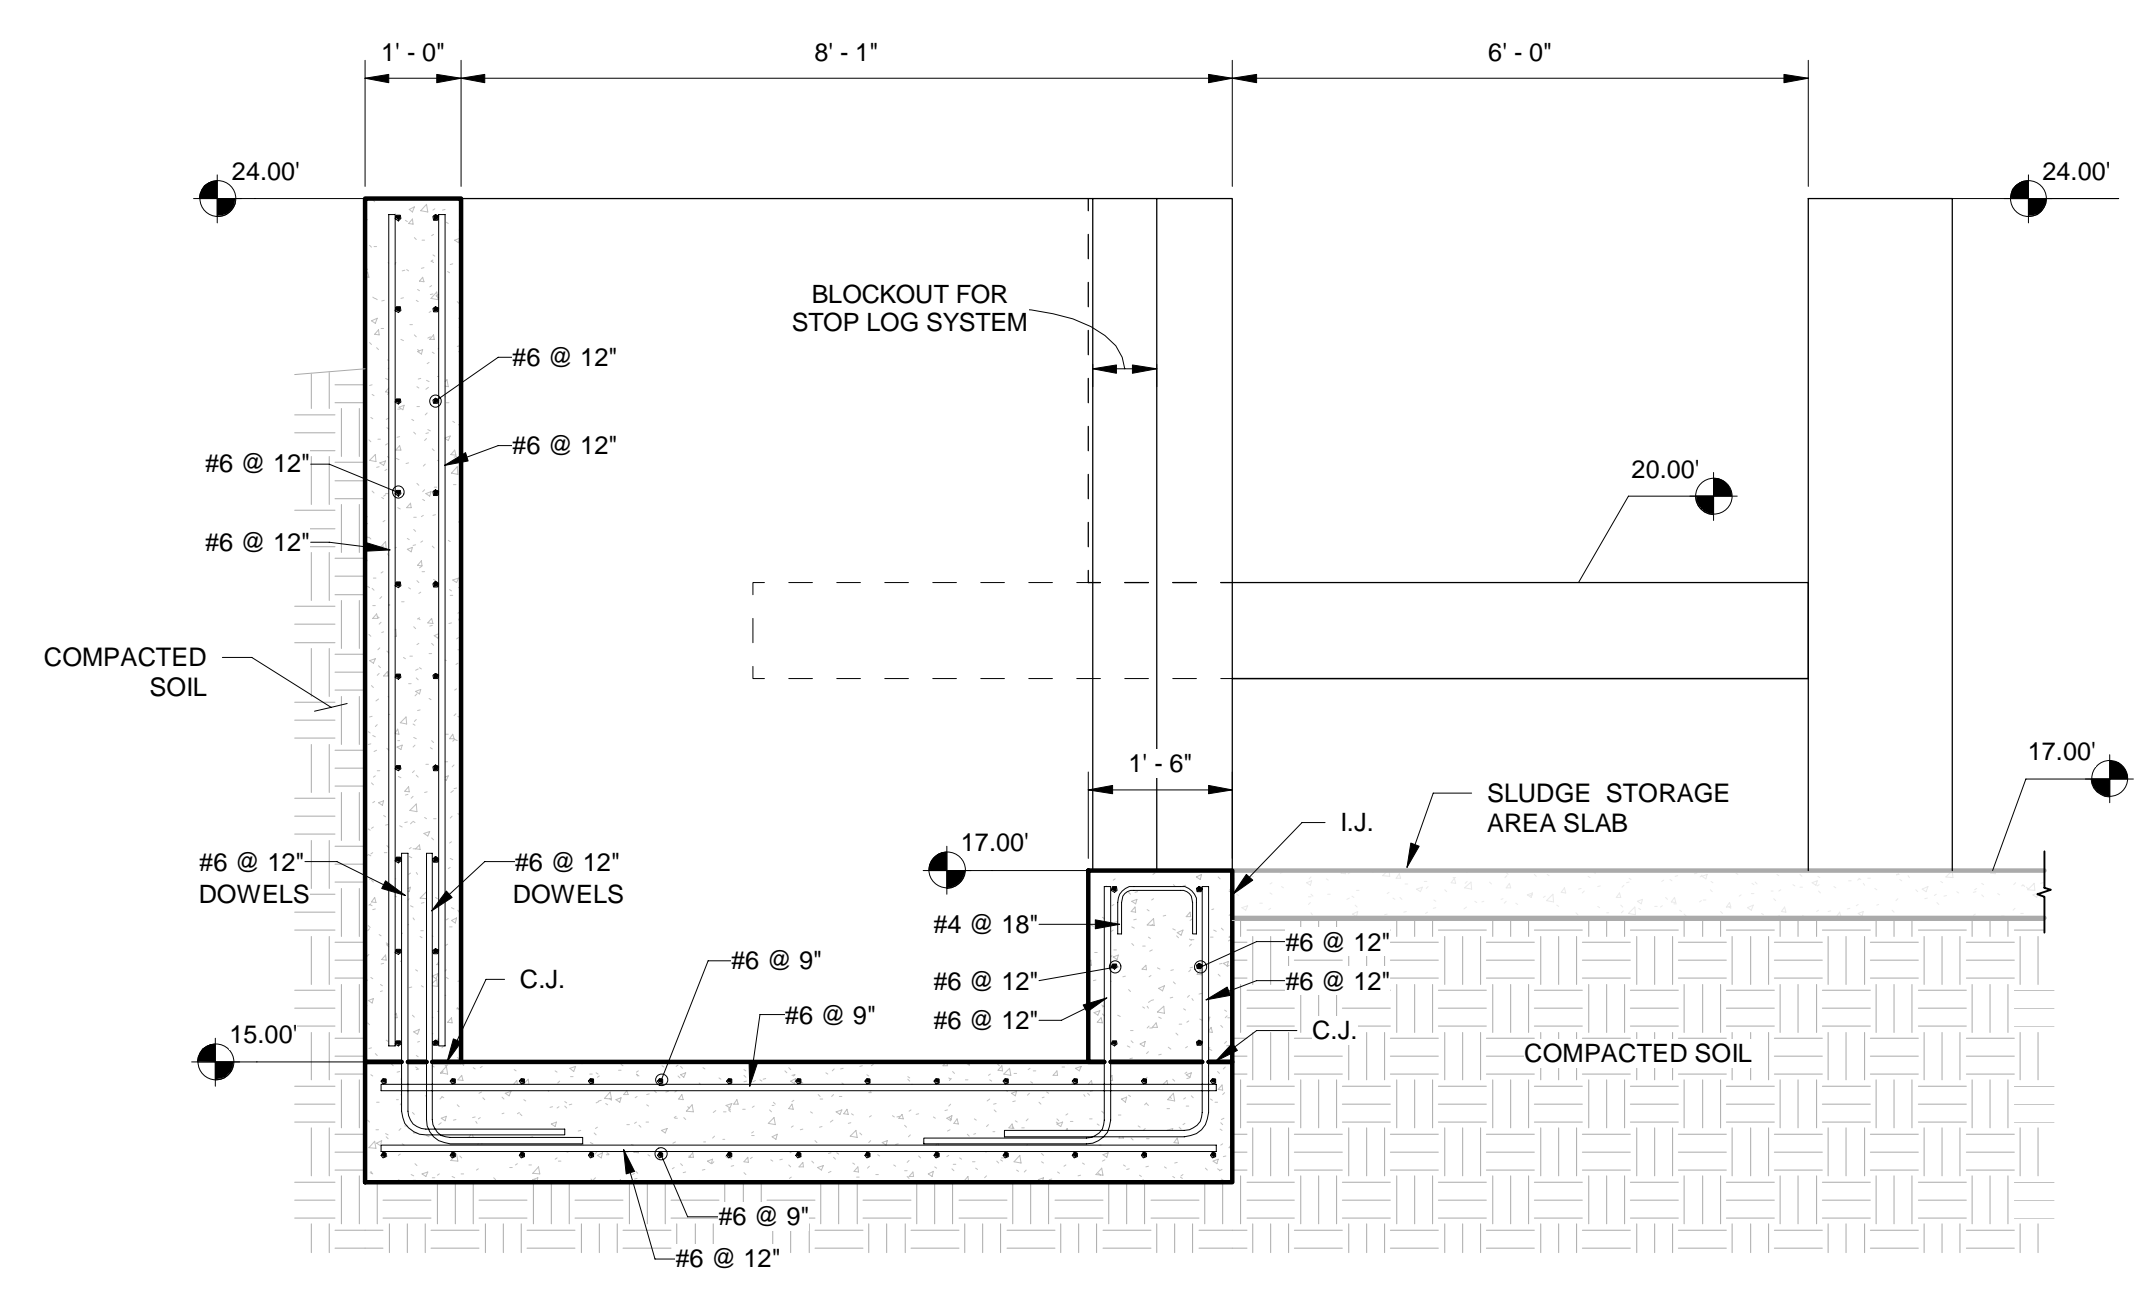 1' - 0"
8' - 1"
6' - 0"
24.00'
24.00'
BLOCKOUT FOR
STOP LOG SYSTEM
#6 @ 12"
#6 @ 12"
#6 @ 12"
20.00'
#6 @ 12"
COMPACTED
SOIL
1' - 6"
17.00'
SLUDGE STORAGE
AREA SLAB
I.J.
17.00'
#6 @ 12"
DOWELS
#6 @ 12"
DOWELS
#4 @ 18"
#6 @ 12"
#6 @ 9"
#6 @ 12"
#6 @ 12"
C.J.
#6 @ 9"
#6 @ 12"
C.J.
15.00'
COMPACTED SOIL
#6 @ 9"
#6 @ 12"